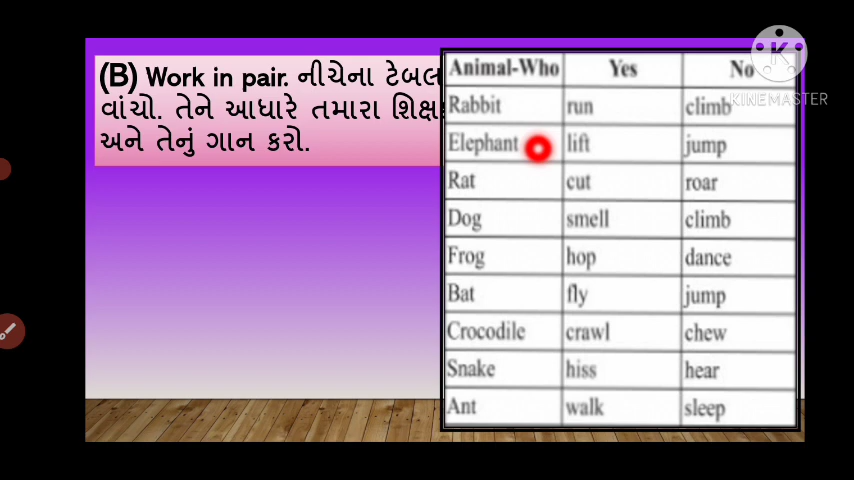 (B) Work in pair. નીચેના ટેબલ
વાંચો. તેને આધારે તમારા
અને તેનું ગાન કરો.
Animal-Who Yes No
Rabbit run climb
Elephant lift jump
Rat cut roar
Dog smell climb
Frog hop dance
Bat fly jump
Crocodile crawl chew
Snake hiss hear
Ant walk sleep
K
KINEMASTER